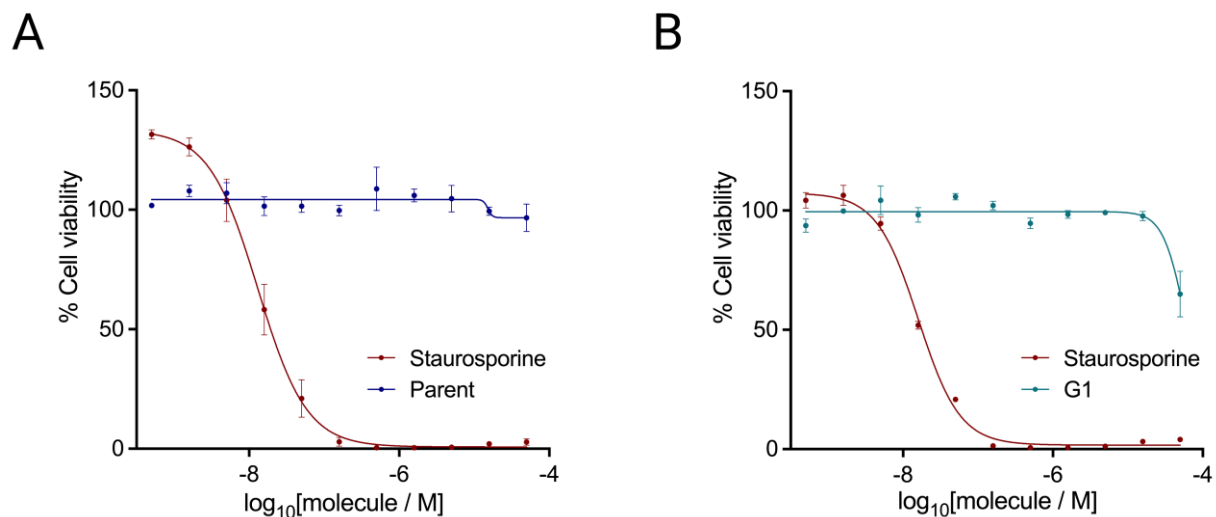 A
% Cell viability
150
100
50
0
-8
-6
-4
log10[molecule / M]
Staurosporine
Parent
B
% Cell viability
150
100
50
0
-8
-6
-4
log10[molecule / M]
Staurosporine
G1